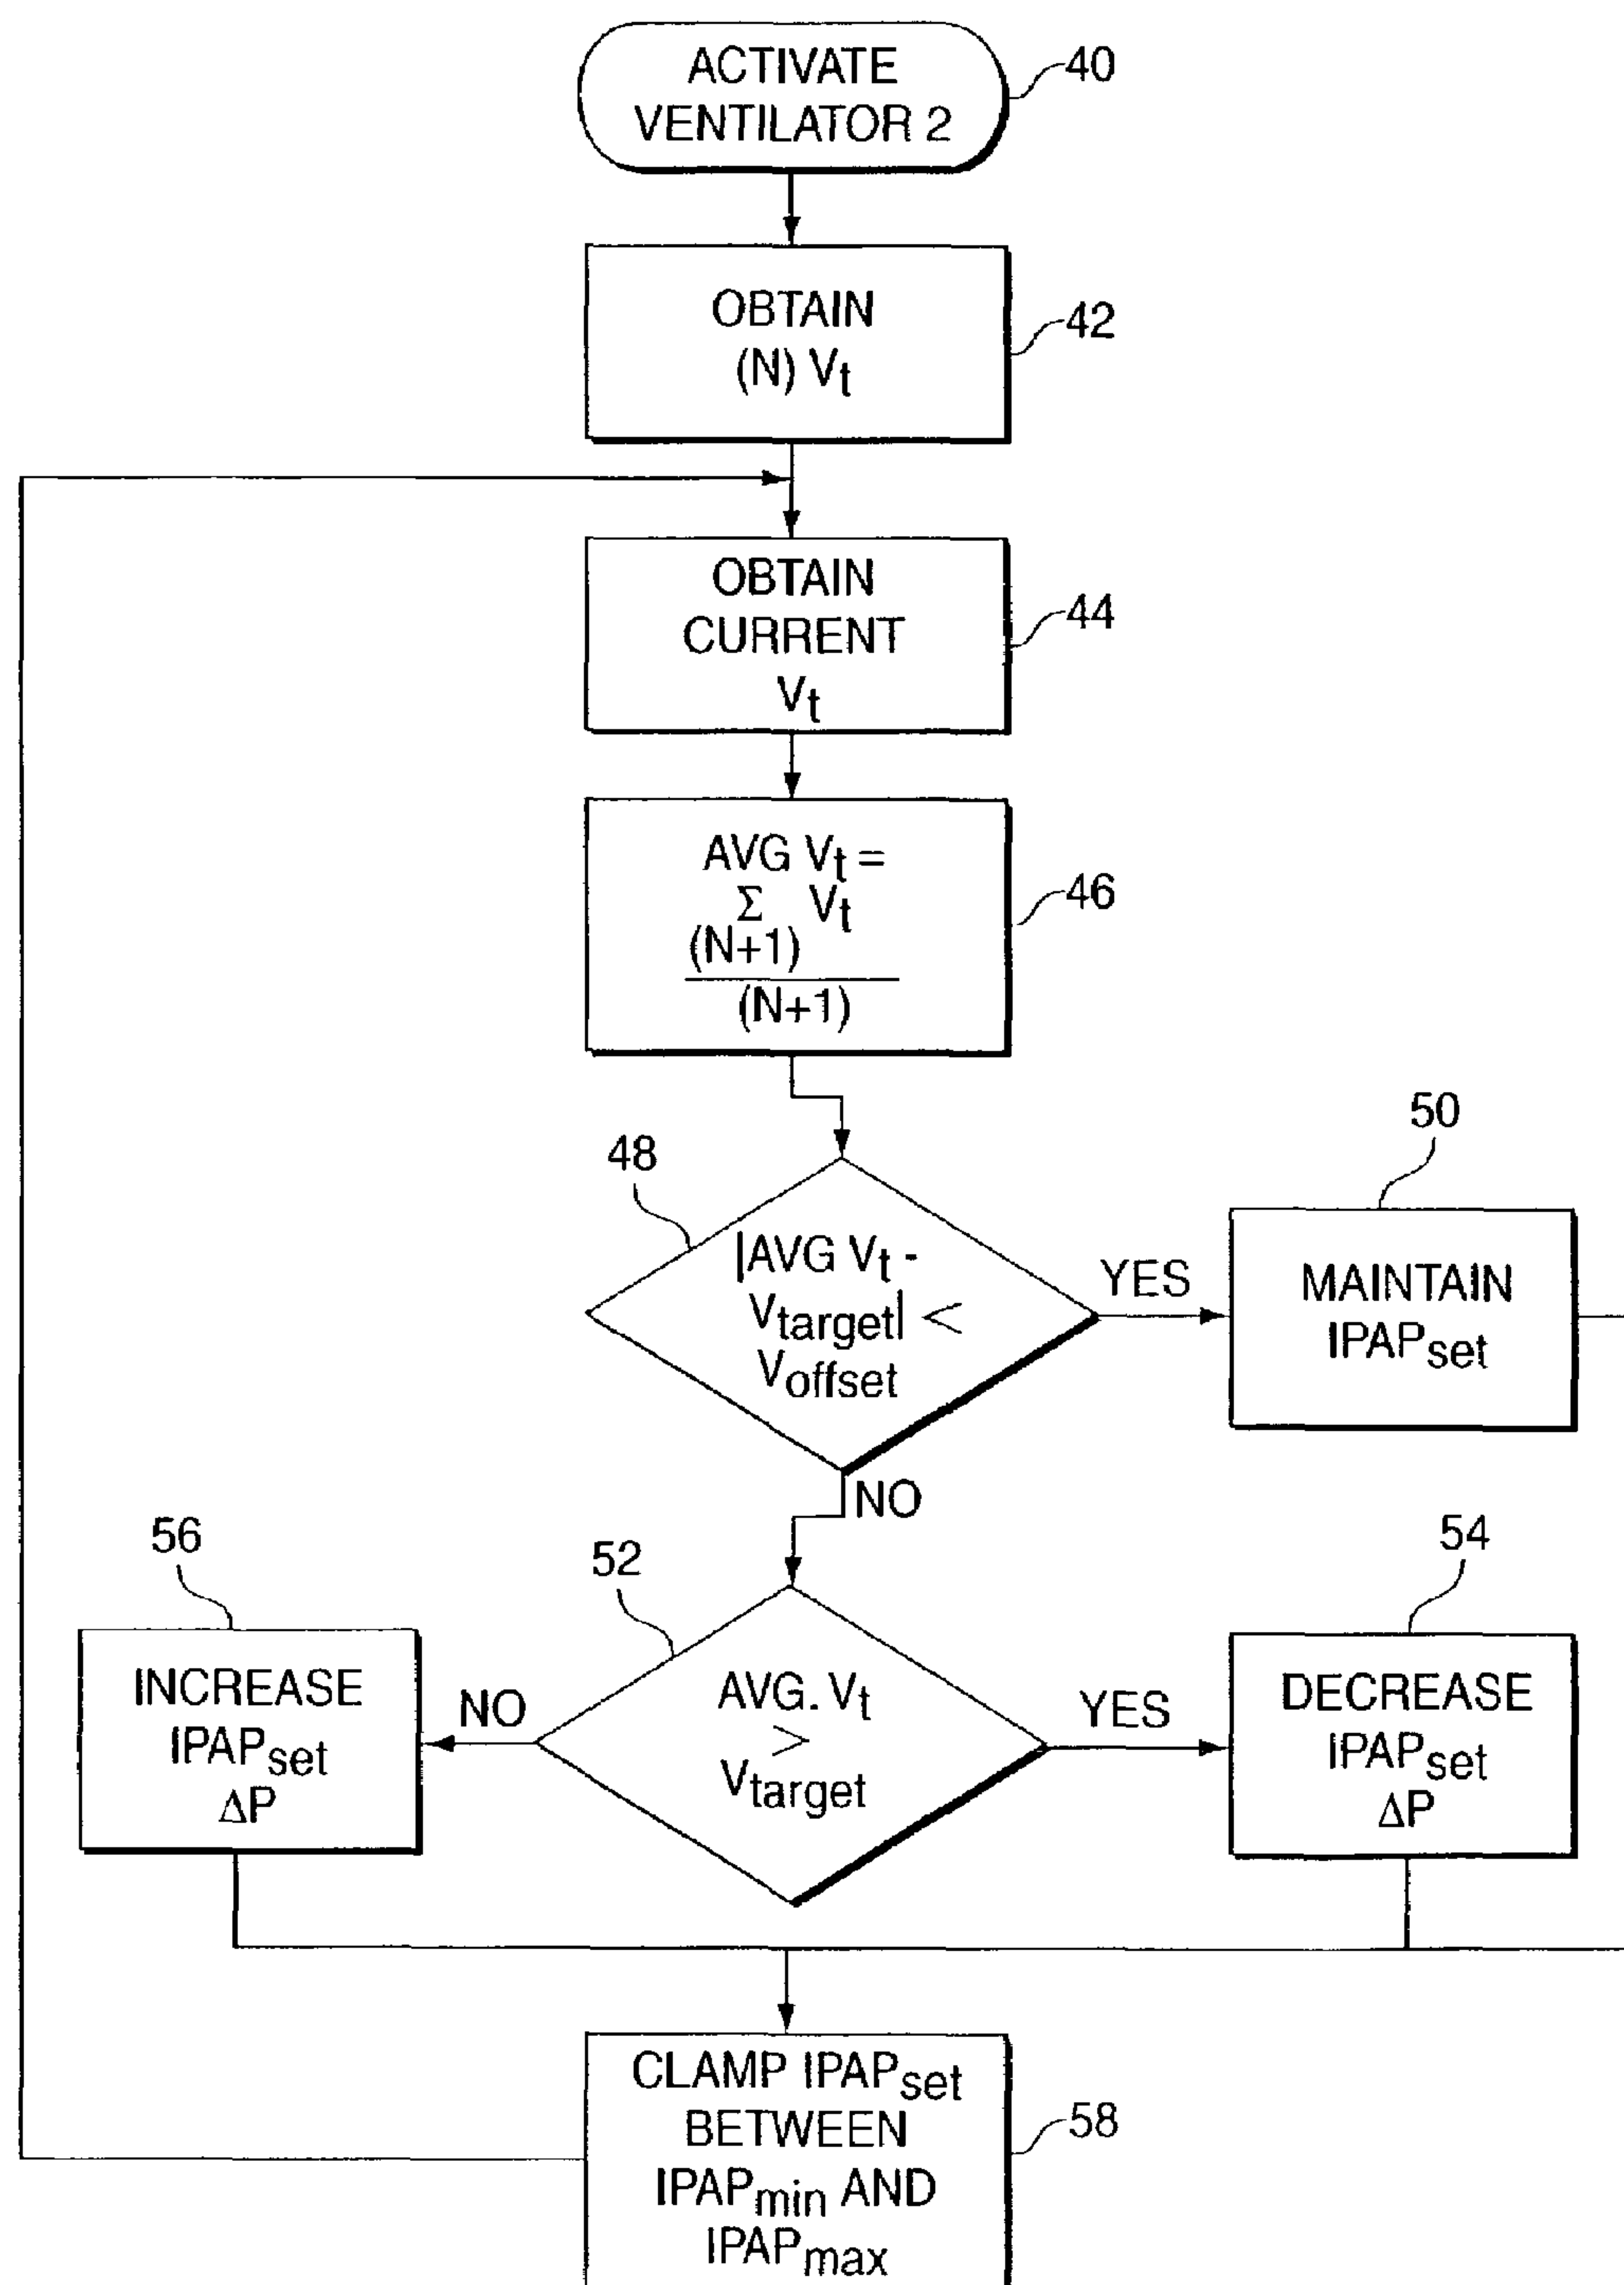 ACTIVATE
VENTILATOR 2
40
OBTAIN
(N) Vt
42
OBTAIN
CURRENT
Vt
44
AVG Vt =
Σ Vt
(N+1)
(N+1)
46
48
|AVG Vt -
Vtarget| <
Voffset
YES
50
MAINTAIN
IPAPset
NO
52
AVG. Vt
>
Vtarget
NO
56
INCREASE
IPAPset
ΔP
YES
54
DECREASE
IPAPset
ΔP
CLAMP IPAPset
BETWEEN
IPAPmin AND
IPAPmax
58